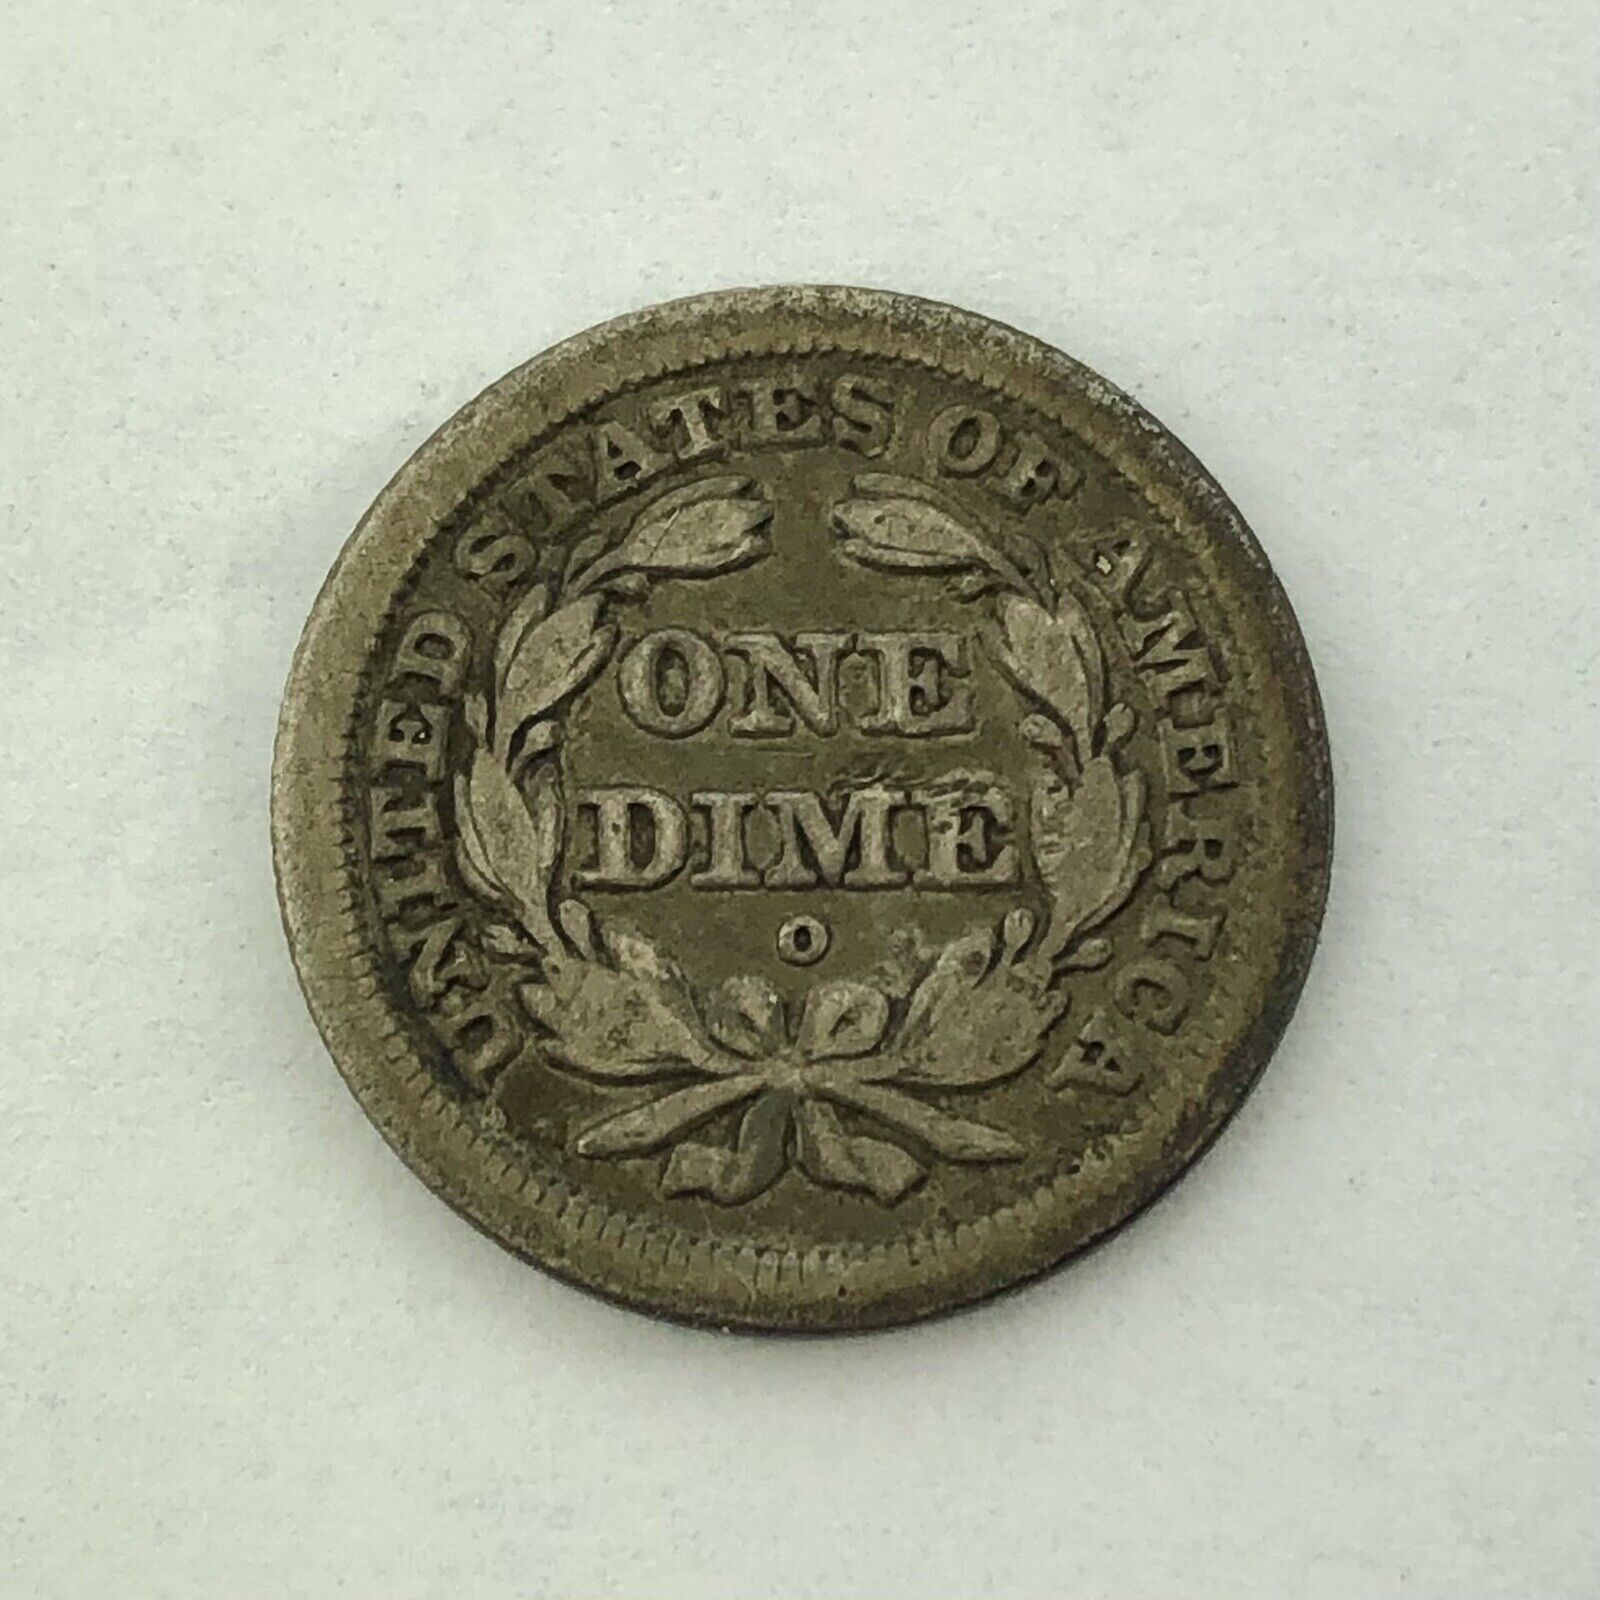 UNITED STATES OF AMERICA
ONE
DIME
O